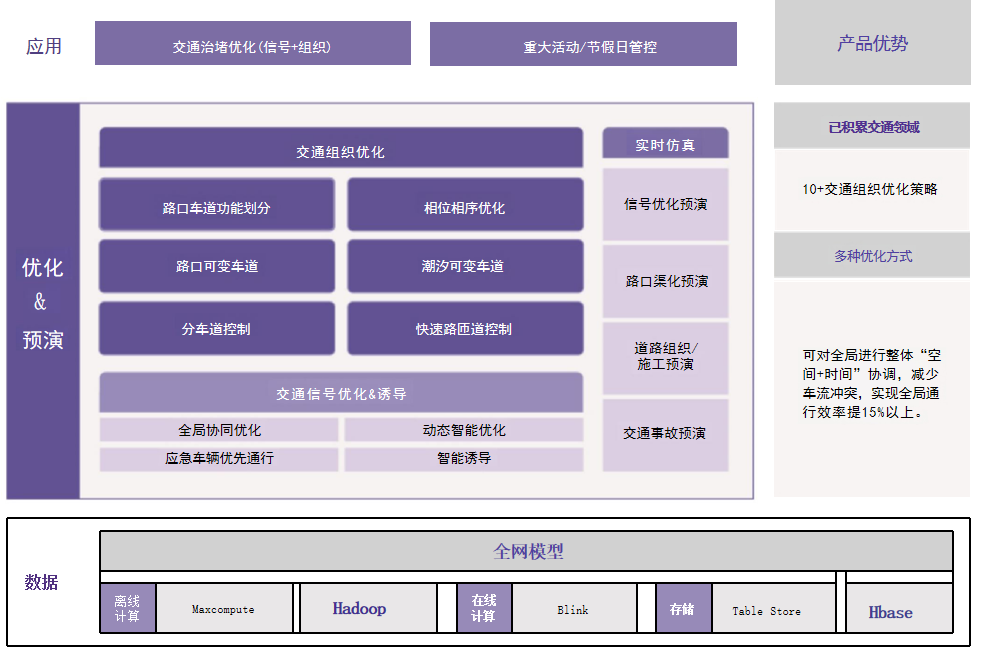 应用
交通治堵优化(信号+组织)
重大活动/节假日管控
产品优势
优化
&
预演
交通组织优化
路口车道功能划分
相位相序优化
路口可变车道
潮汐可变车道
分车道控制
快速路匝道控制
交通信号优化&诱导
全局协同优化
动态智能优化
应急车辆优先通行
智能诱导
实时仿真
信号优化预演
路口渠化预演
道路组织/
施工预演
交通事故预演
已积累交通领域
10+交通组织优化策略
多种优化方式
可对全局进行整体“空
间+时间”协调，减少
车流冲突，实现全局通
行效率提15%以上。
数据
全网模型
离线
计算
Maxcompute
Hadoop
在线
计算
Blink
存储
Table Store
Hbase